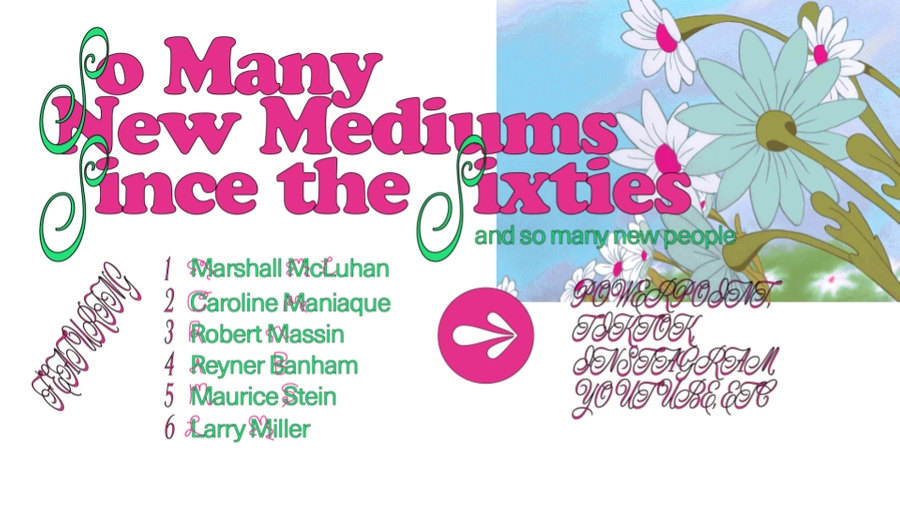 So Many
New Mediums
Since the Sixties
and so many new people
FEATURING
1 Marshall McLuhan
2 Caroline Maniaque
3 Robert Massin
4 Reyner Banham
5 Maurice Stein
6 Larry Miller
POWERPOINT,
TIKTOK,
INSTAGRAM
YOUTUBE, ETC